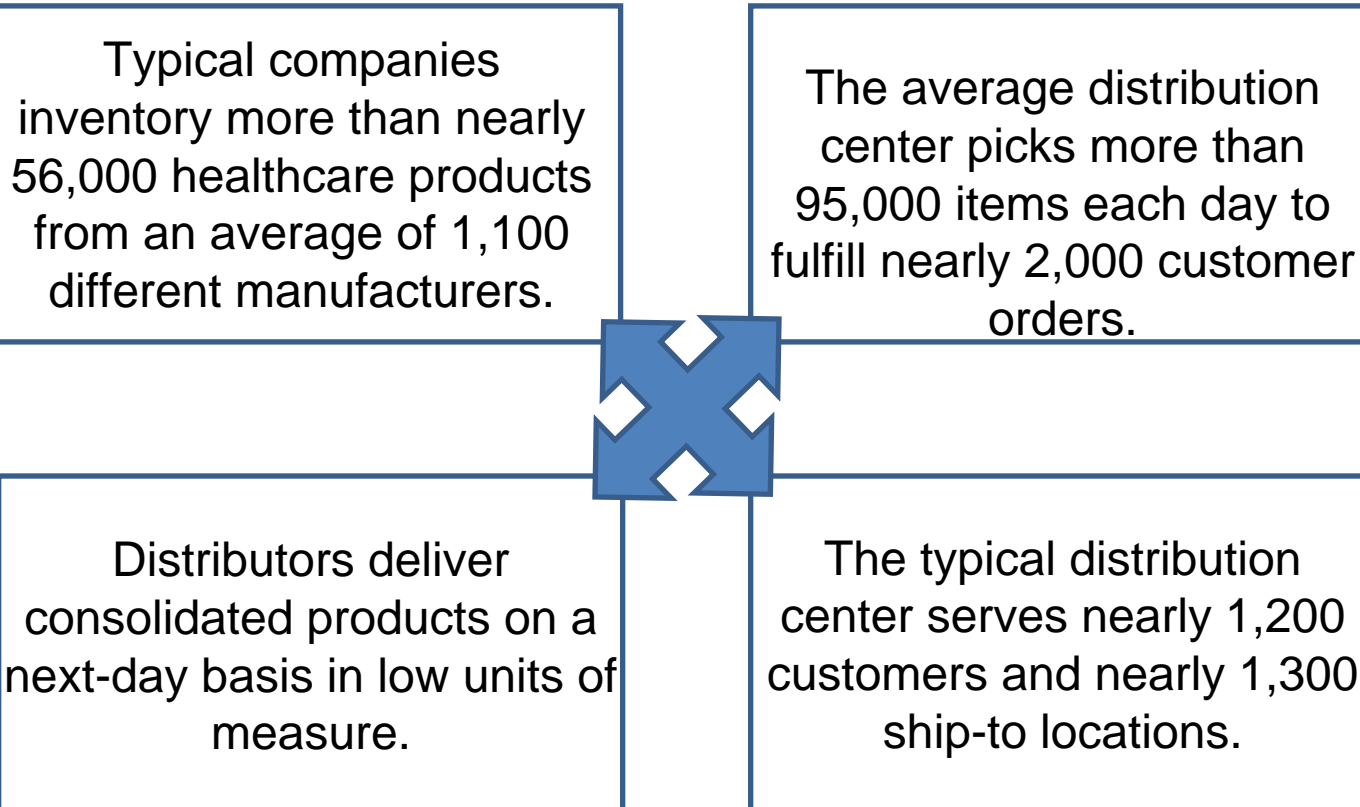 Typical companies
inventory more than nearly
56,000 healthcare products
from an average of 1,100
different manufacturers.
The average distribution
center picks more than
95,000 items each day to
fulfill nearly 2,000 customer
orders.
Distributors deliver
consolidated products on a
next-day basis in low units of
measure.
The typical distribution
center serves nearly 1,200
customers and nearly 1,300
ship-to locations.